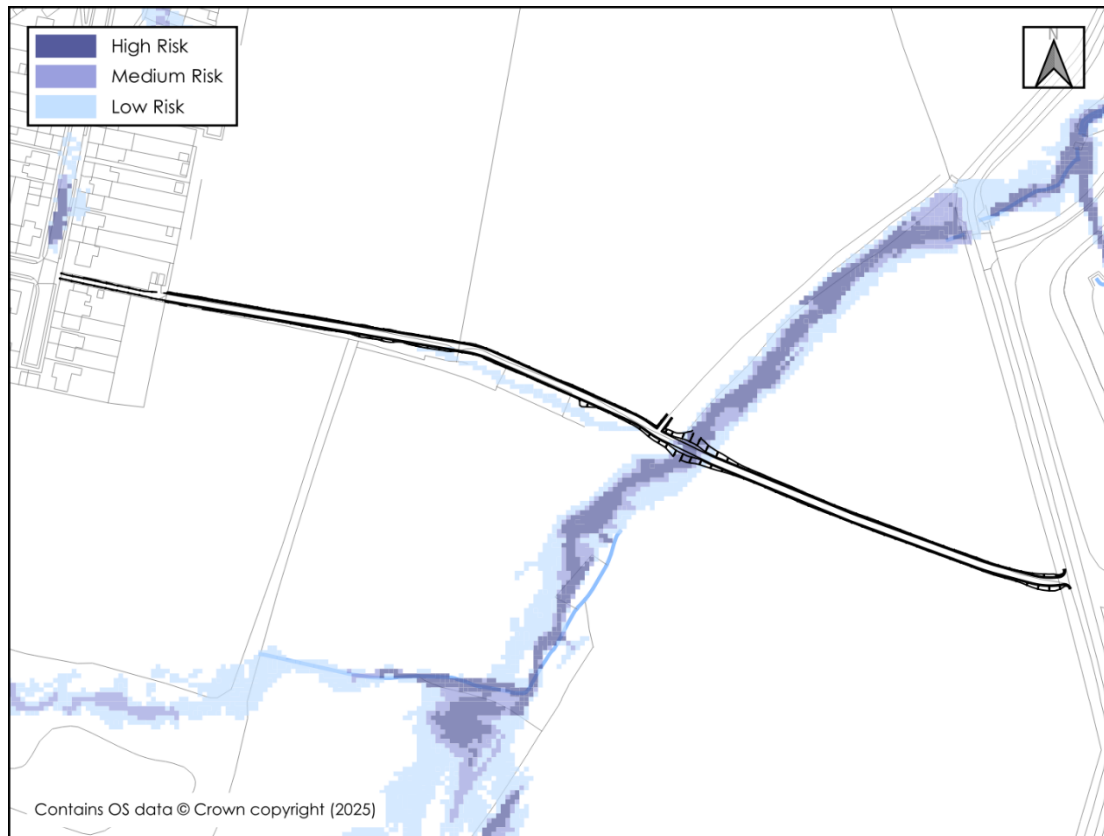 High Risk
Medium Risk
Low Risk
N
Contains OS data © Crown copyright (2025)